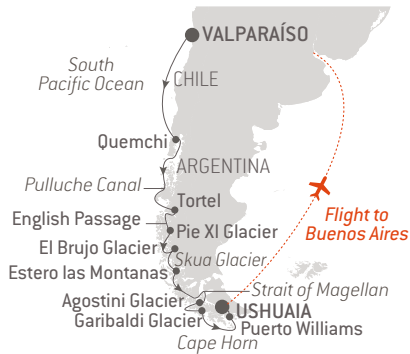 VALPARAÍSO
South
Pacific Ocean
CHILE
Quemchi
ARGENTINA
Pulluche Canal
Tortel
English Passage
Pie XI Glacier
Flight to
Buenos Aires
El Brujo Glacier
Skua Glacier
Estero las Montanas
Strait of Magellan
Agostini Glacier
USHUAIA
Garibaldi Glacier
Puerto Williams
Cape Horn